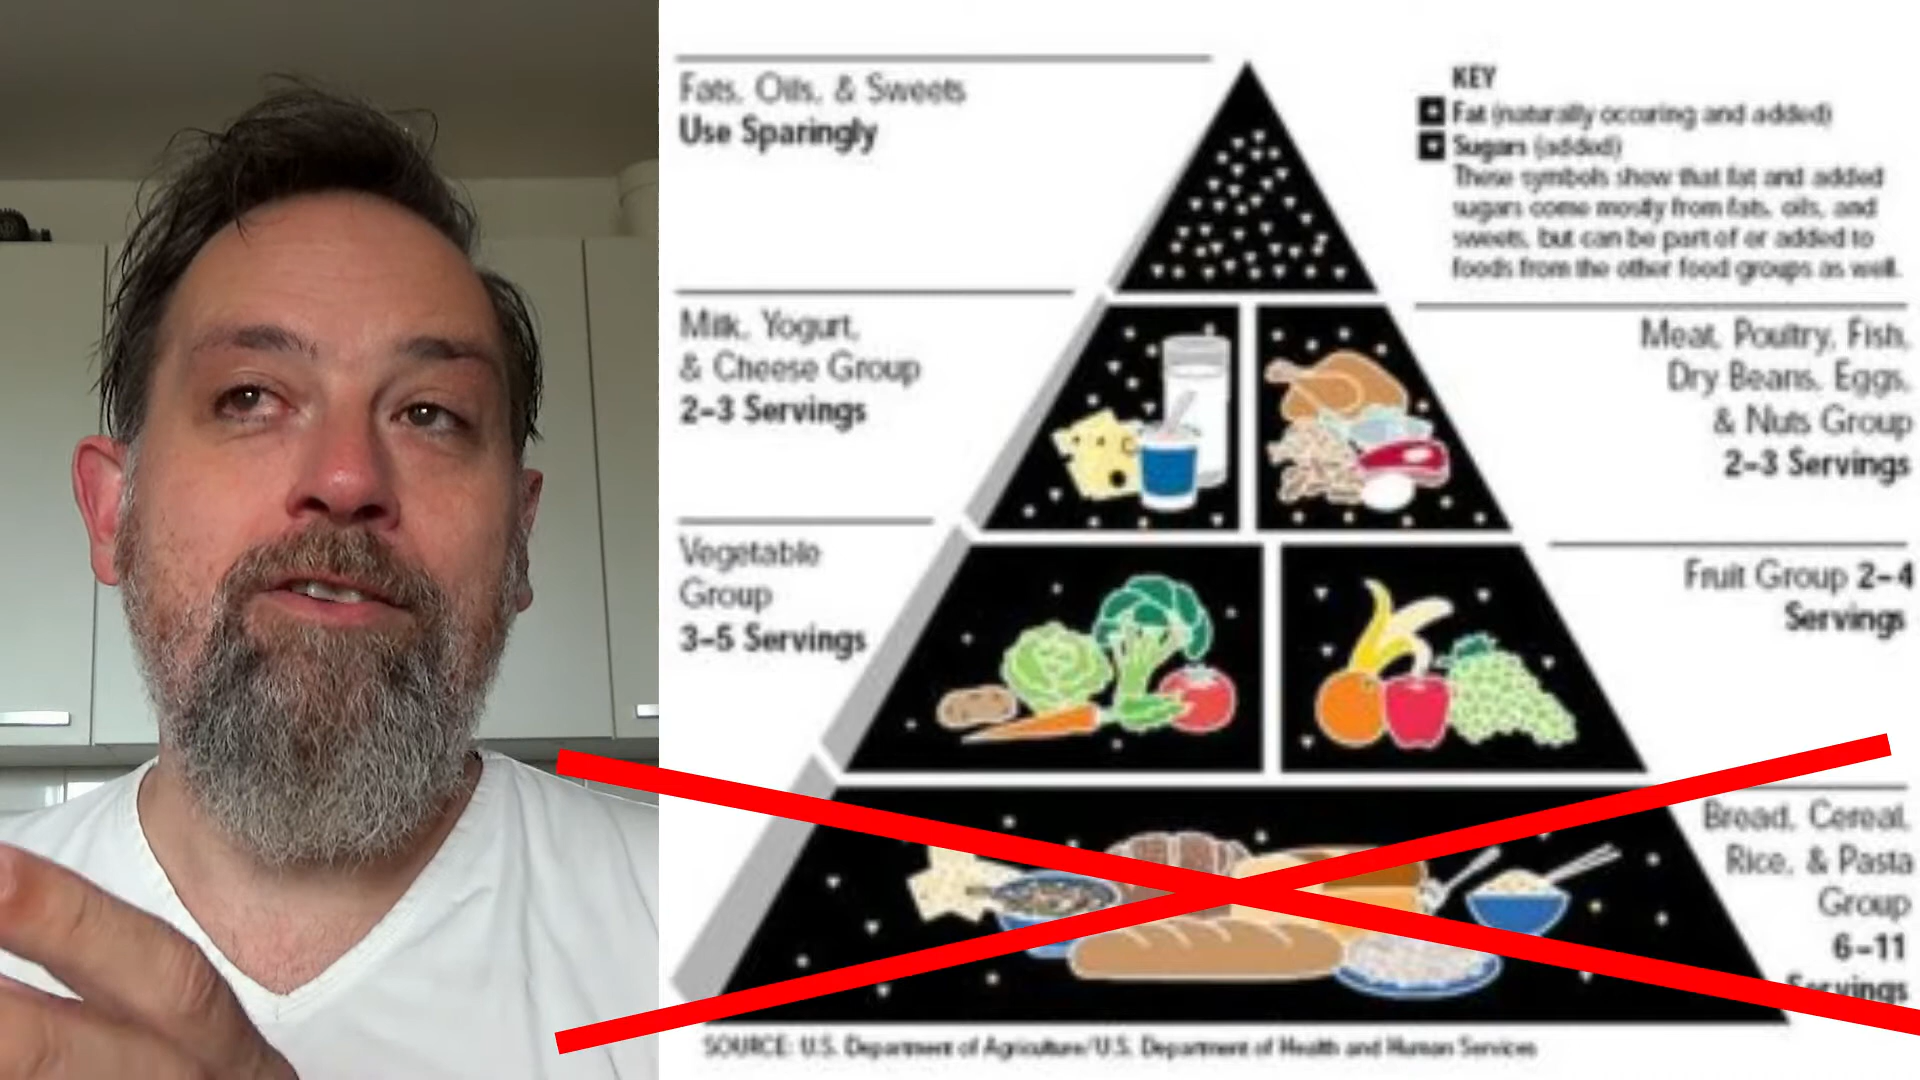 Fats, Oils, & Sweets
Use Sparingly
KEY
Fat (naturally occuring and added)
Sugars (added)
These symbols show that fat and added
sugars come mostly from fats, oils, and
sweets, but can be part of or added to
foods from the other food groups as well.
Milk, Yogurt,
& Cheese Group
2–3 Servings
Meat, Poultry, Fish,
Dry Beans, Eggs,
& Nuts Group
2–3 Servings
Vegetable
Group
3–5 Servings
Fruit Group 2–4
Servings
Bread, Cereal,
Rice, & Pasta
Group
6–11
Servings
SOURCE: U.S. Department of Agriculture/U.S. Department of Health and Human Services